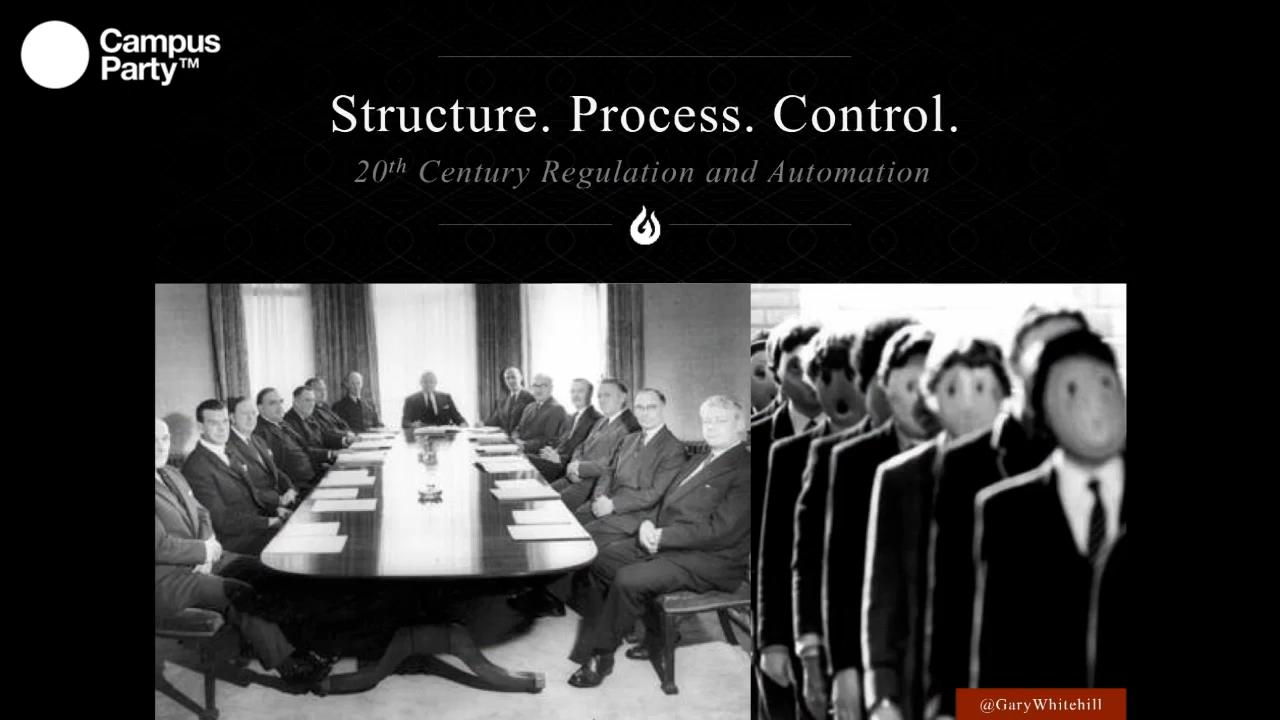 Campus
Party™
Structure. Process. Control.
20th Century Regulation and Automation
@GaryWhitehill